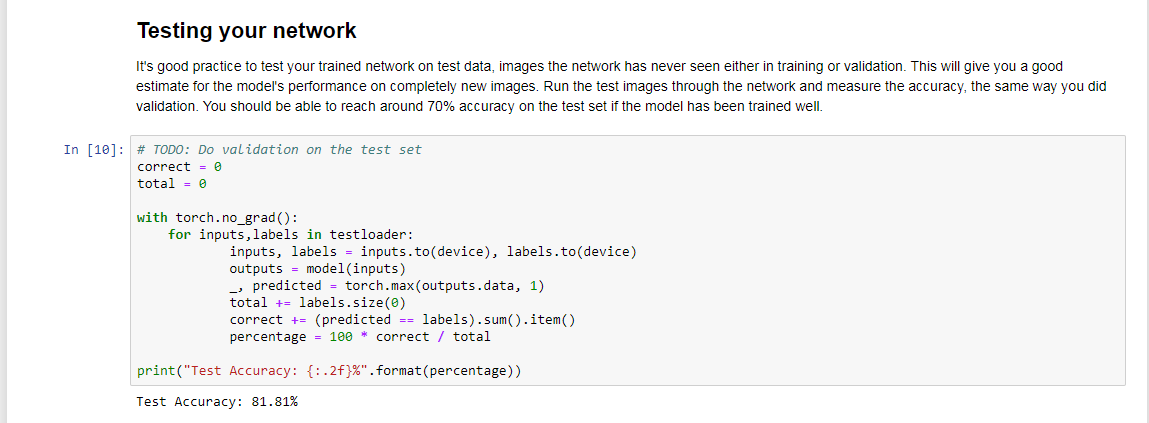 Testing your network
It's good practice to test your trained network on test data, images the network has never seen either in training or validation. This will give you a good
estimate for the model's performance on completely new images. Run the test images through the network and measure the accuracy, the same way you did
validation. You should be able to reach around 70% accuracy on the test set if the model has been trained well.
In [10]: # TODO: Do validation on the test set
correct = 0
total = 0
with torch.no_grad():
for inputs,labels in testloader:
inputs, labels = inputs.to(device), labels.to(device)
outputs = model(inputs)
_, predicted = torch.max(outputs.data, 1)
total += labels.size(0)
correct += (predicted == labels).sum().item()
percentage = 100 * correct / total
print("Test Accuracy: {:.2f}%".format(percentage))
Test Accuracy: 81.81%